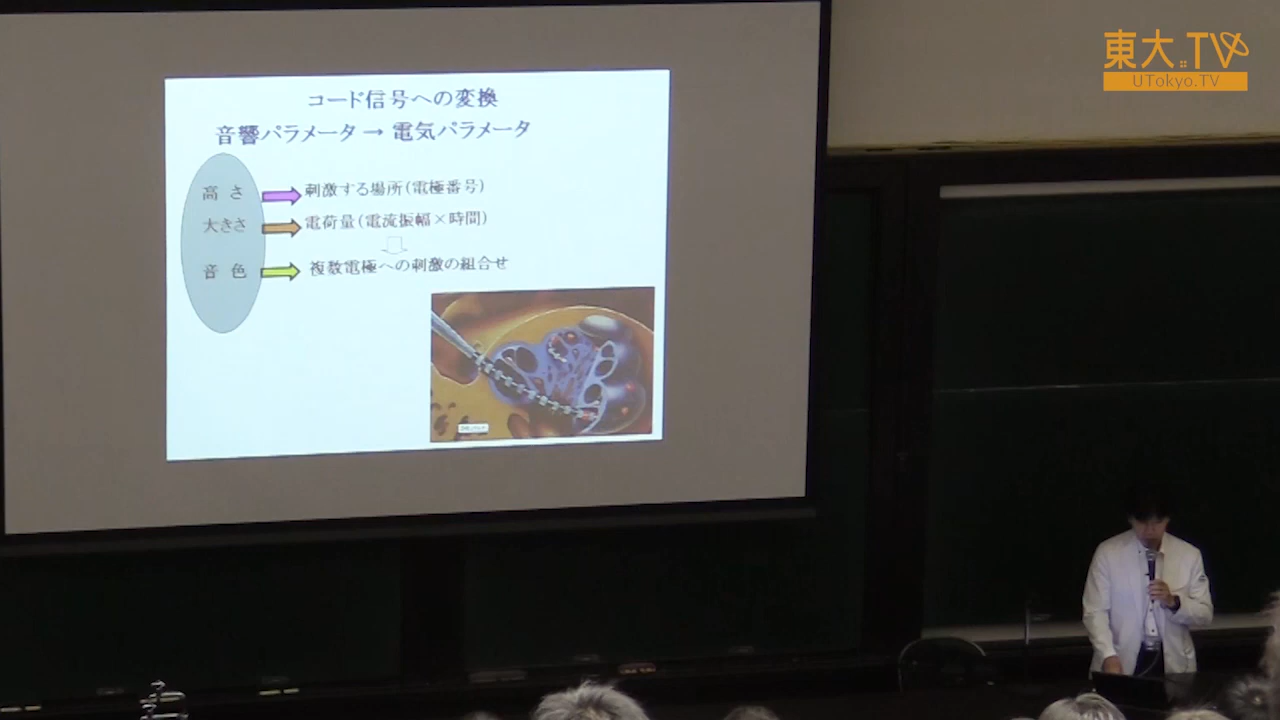 東大.TV
UTokyo.TV
コード信号への変換
音響パラメータ → 電気パラメータ
高 さ 刺激する場所(電極番号)
大きさ 電荷量(電流振幅×時間)
音 色 複数電極への刺激の組合せ